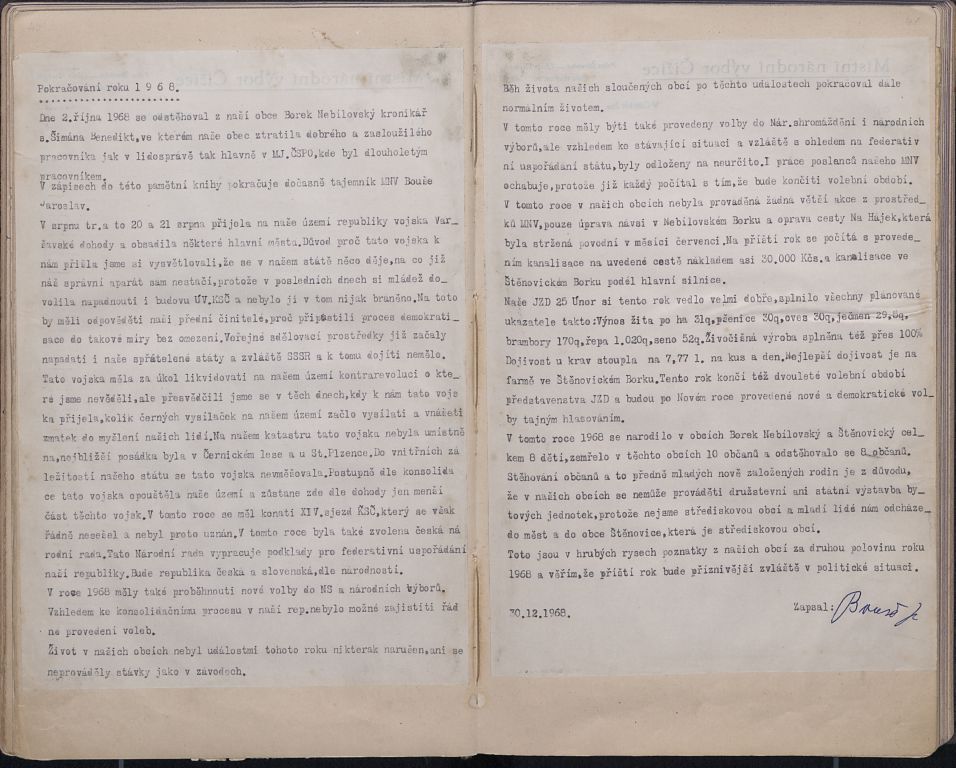 Pokračování roku 1 9 6 8.
Dne 2.října 1968 se odstěhoval z naší obce Borek Nebílovský kronikář
s.Šimána Benedikt,ve kterém naše obec ztratila dobrého a zasloužilého
pracovníka jak v lidosprávě tak hlavně v MJ.ČSPO,kde byl dlouholetým
pracovníkem.
V zápisech do této pamětní knihy pokračuje dočasně tajemník MNV Bouše
Jaroslav.
V srpnu tr.a to 20 a 21 srpna přijela na naše území republiky vojska Var_
šavské dohody a obsadila některé hlavní města.Důvod proč tato vojska k
nám přišla jsme si vysvětlovali,že se v našem státě něco děje,na co již
náš správní aparát sám nestačí,protože v posledních dnech si mládež do_
volila napadnouti i budovu ÚV.KSČ a nebylo jí v tom nijak bráněno.Na toto
by měli odpověděti naši přední činitelé,proč připustili proces demokrati_
sace do takové míry bez omezení.Veřejné sdělovací prostředky již začaly
napadati i naše spřátelené státy a zvláště SSSR a k tomu dojíti nemělo.
Tato vojska měla za úkol likvidovati na našem území kontrarevoluci o kte_
ré jsme nevěděli,ale přesvědčili jsme se v těch dnech,kdy k nám tato vojs
ka přijela,kolik černých vysílaček na našem území začlo vysílati a vnášeti
zmatek do myšlení našich lidí.Na našem katastru tato vojska nebyla umístně
na,nejbližší posádka byla v Černickém lese a u St.Plzence.Do vnitřních zá
ležitostí našeho státu se tato vojska nevměšovala.Postupně dle konsolida
ce tato vojska opouštěla naše území a zůstane zde dle dohody jen menší
část těchto vojsk.V tomto roce se měl konati XIV.sjezd KSČ,který se však
řádně nesešel a nebyl proto uznán.V tomto roce byla také zvolena česká ná
rodní rada.Tato Národní rada vypracuje podklady pro federativní uspořádání
naší republiky.Bude republika česká a slovenská,dle národností.
V roce 1968 měly také proběhnouti nové volby do NS a národních výborů.
Vzhledem ke konsolidačnímu procesu v naší rep.nebylo možné zajistiti řád
né provedení voleb.
Život v našich obcích nebyl událostmi tohoto roku nikterak narušen,ani se
neprováděly stávky jako v závodech.
Běh života našich sloučených obcí po těchto událostech pokračoval dále
normálním životem.
V tomto roce měly býti také provedeny volby do Nár.shromáždění i národních
výborů,ale vzhledem ko stávající situaci a vzláště s ohledem na federativ
ní uspořádání státu,byly odloženy na neurčito.I práce poslanců našeho MNV
ochabuje,protože již každý počítal s tím,že bude končiti volební období.
V tomto roce v našich obcích nebyla prováděná žádná větší akce z prostřed_
ků MNV,pouze úprava návsi v Nebílovském Borku a oprava cesty Na Hájek,která
byla stržená povodní v měsíci červenci.Na příští rok se počítá s provede_
ním kanalisace na uvedené cestě nákladem asi 30.000 Kčs.a kanalisace ve
Štěnovickém Borku podél hlavní silnice.
Naše JZD 25 Únor si tento rok vedlo velmi dobře,splnilo všechny plánované
ukazatele takto:Výnos žita po ha 31q,pšenice 30q,oves 30q,ječmen 29,8q,
brambory 170q,řepa 1.020q,seno 52q.Živočišná výroba splněna též přes 100%
Dojivost u krav stoupla na 7,77 l. na kus a den.Nejlepší dojivost je na
farmě ve Štěnovickém Borku.Tento rok končí též dvouleté volební období
představenstva JZD a budou po Novém roce provedené nové a demokratické vol_
by tajným hlasováním.
V tomto roce 1968 se narodilo v obcích Borek Nebílovský a Štěnovický cel_
kem 8 dětí,zemřelo v těchto obcích 10 občanů a odstěhovalo se 8 občanů.
Stěhování občanů a to předně mladých nově založených rodin je z důvodu,
že v našich obcích se nemůže prováděti družstevní ani státní výstavba by_
tových jednotek,protože nejsme střediskovou obcí a mladí lidé nám odcháze_
do měst a do obce Štěnovice,která je střediskovou obcí.
Toto jsou v hrubých rysech poznatky z našich obcí za druhou polovinu roku
1968 a věřím,že příští rok bude příznivější zvláště v politické situaci.
30.12.1968.
Zapsal: Bouše J.